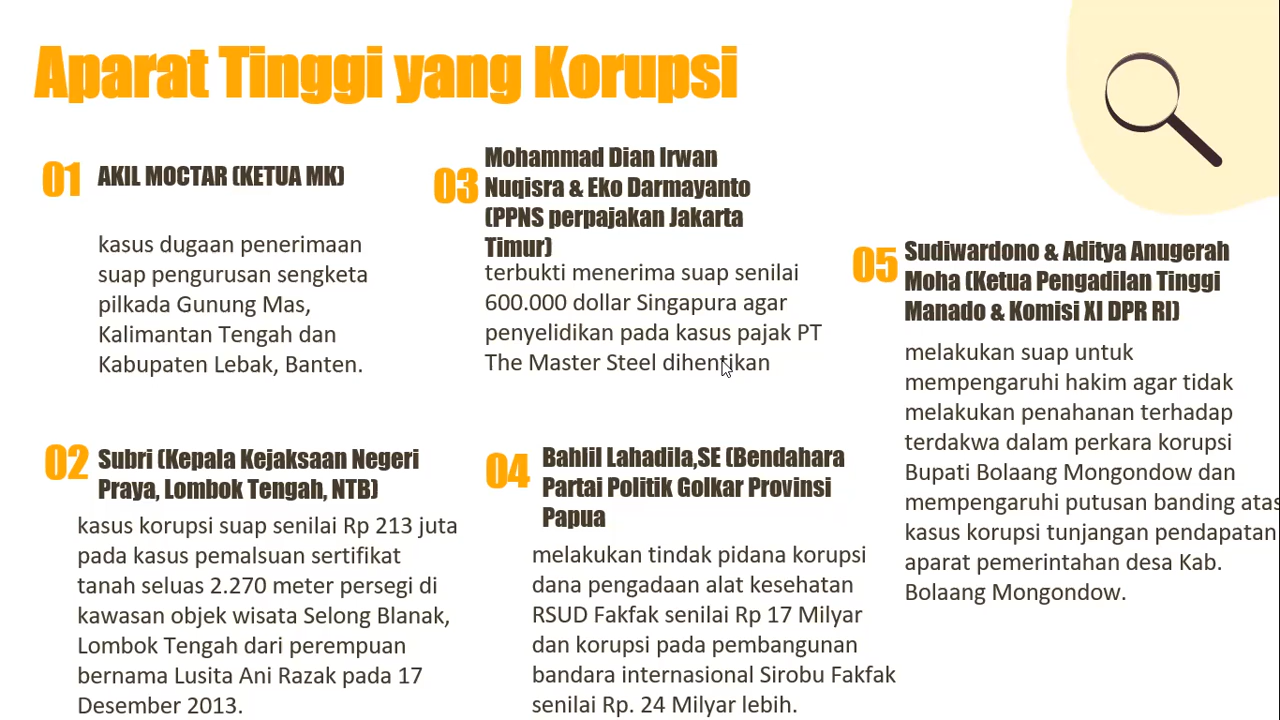 Aparat Tinggi yang Korupsi
01
AKIL MOCTAR (KETUA MK)
kasus dugaan penerimaan
suap pengurusan sengketa
pilkada Gunung Mas,
Kalimantan Tengah dan
Kabupaten Lebak, Banten.
02
Subri (Kepala Kejaksaan Negeri
Praya, Lombok Tengah, NTB)
kasus korupsi suap senilai Rp 213 juta
pada kasus pemalsuan sertifikat
tanah seluas 2.270 meter persegi di
kawasan objek wisata Selong Blanak,
Lombok Tengah dari perempuan
bernama Lusita Ani Razak pada 17
Desember 2013.
03
Mohammad Dian Irwan
Nuqisra & Eko Darmayanto
(PPNS perpajakan Jakarta
Timur)
terbukti menerima suap senilai
600.000 dollar Singapura agar
penyelidikan pada kasus pajak PT
The Master Steel dihentikan
04
Bahlil Lahadila,SE (Bendahara
Partai Politik Golkar Provinsi
Papua
melakukan tindak pidana korupsi
dana pengadaan alat kesehatan
RSUD Fakfak senilai Rp 17 Milyar
dan korupsi pada pembangunan
bandara internasional Sirobu Fakfak
senilai Rp. 24 Milyar lebih.
05
Sudiwardono & Aditya Anugerah
Moha (Ketua Pengadilan Tinggi
Manado & Komisi XI DPR RI)
melakukan suap untuk
mempengaruhi hakim agar tidak
melakukan penahanan terhadap
terdakwa dalam perkara korupsi
Bupati Bolaang Mongondow dan
mempengaruhi putusan banding atas
kasus korupsi tunjangan pendapatan
aparat pemerintahan desa Kab.
Bolaang Mongondow.